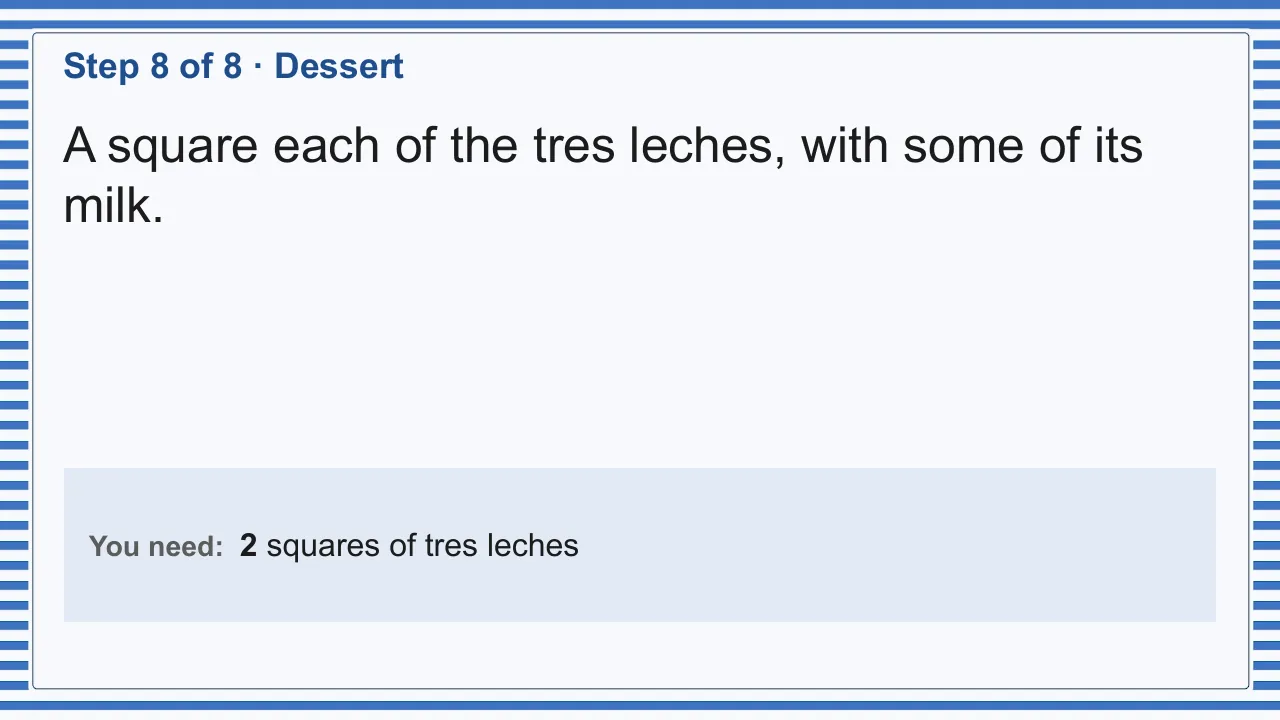 Step 8 of 8 · Dessert
A square each of the tres leches, with some of its
milk.
You need: 2 squares of tres leches